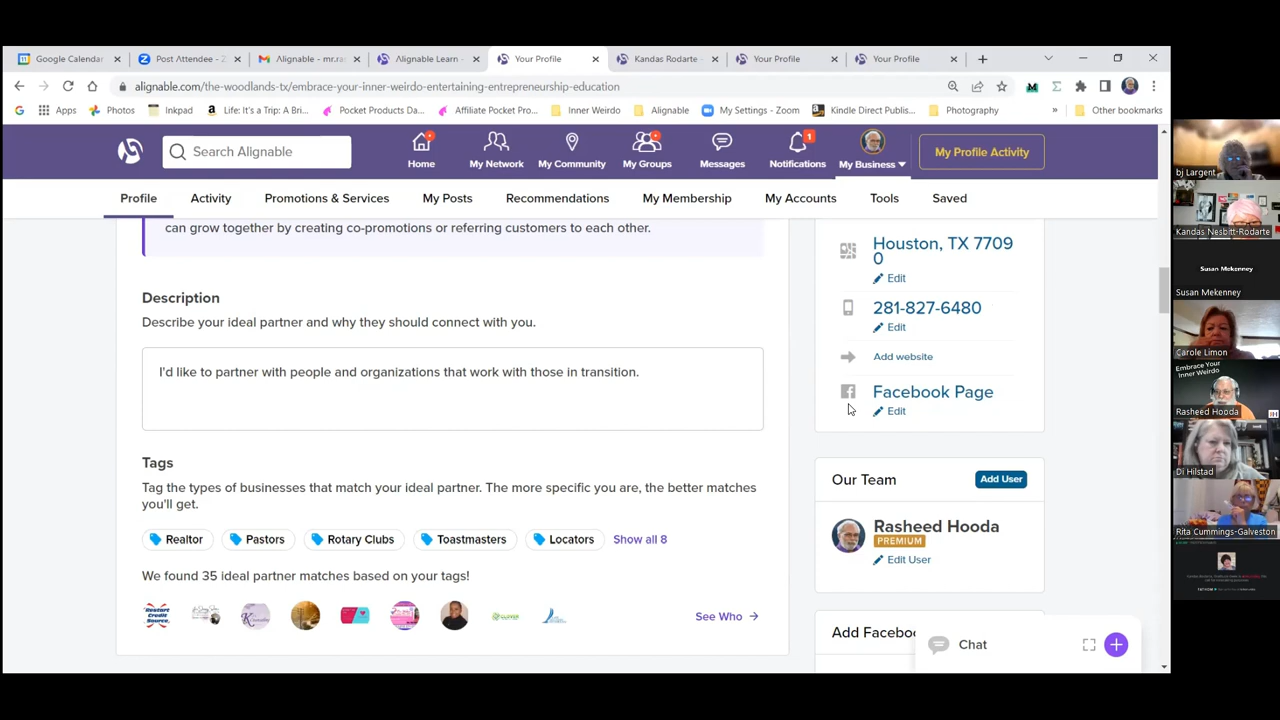 Google Calendar
Post Attendee - Z
Alignable - mr.ras
Alignable Learn -
Your Profile
Kandas Rodarte -
Your Profile
Your Profile
alignable.com/the-woodlands-tx/embrace-your-inner-weirdo-entertaining-entrepreneurship-education
Apps
Photos
Inkpad
Life: It's a Trip: A Bri...
Pocket Products Da...
Affiliate Pocket Pro...
Inner Weirdo
Alignable
My Settings - Zoom
Kindle Direct Publis...
Photography
»
Other bookmarks
Search Alignable
Home
My Network
My Community
My Groups
Messages
1
Notifications
My Business
My Profile Activity
Profile
Activity
Promotions & Services
My Posts
Recommendations
My Membership
My Accounts
Tools
Saved
can grow together by creating co-promotions or referring customers to each other.
Description
Describe your ideal partner and why they should connect with you.
I'd like to partner with people and organizations that work with those in transition.
Tags
Tag the types of businesses that match your ideal partner. The more specific you are, the better matches
you'll get.
Realtor
Pastors
Rotary Clubs
Toastmasters
Locators
Show all 8
We found 35 ideal partner matches based on your tags!
See Who
Houston, TX 7709
0
Edit
281-827-6480
Edit
Add website
Facebook Page
Edit
Our Team
Add User
Rasheed Hooda
PREMIUM
Edit User
Add Facebo
Chat
bj Largent
Kandas Nesbitt-Rodarte
Susan Mekenney
Susan Mekenney
Carole Limon
Embrace Your
Inner Weirdo
Rasheed Hooda
Di Hilstad
Rita Cummings-Galveston